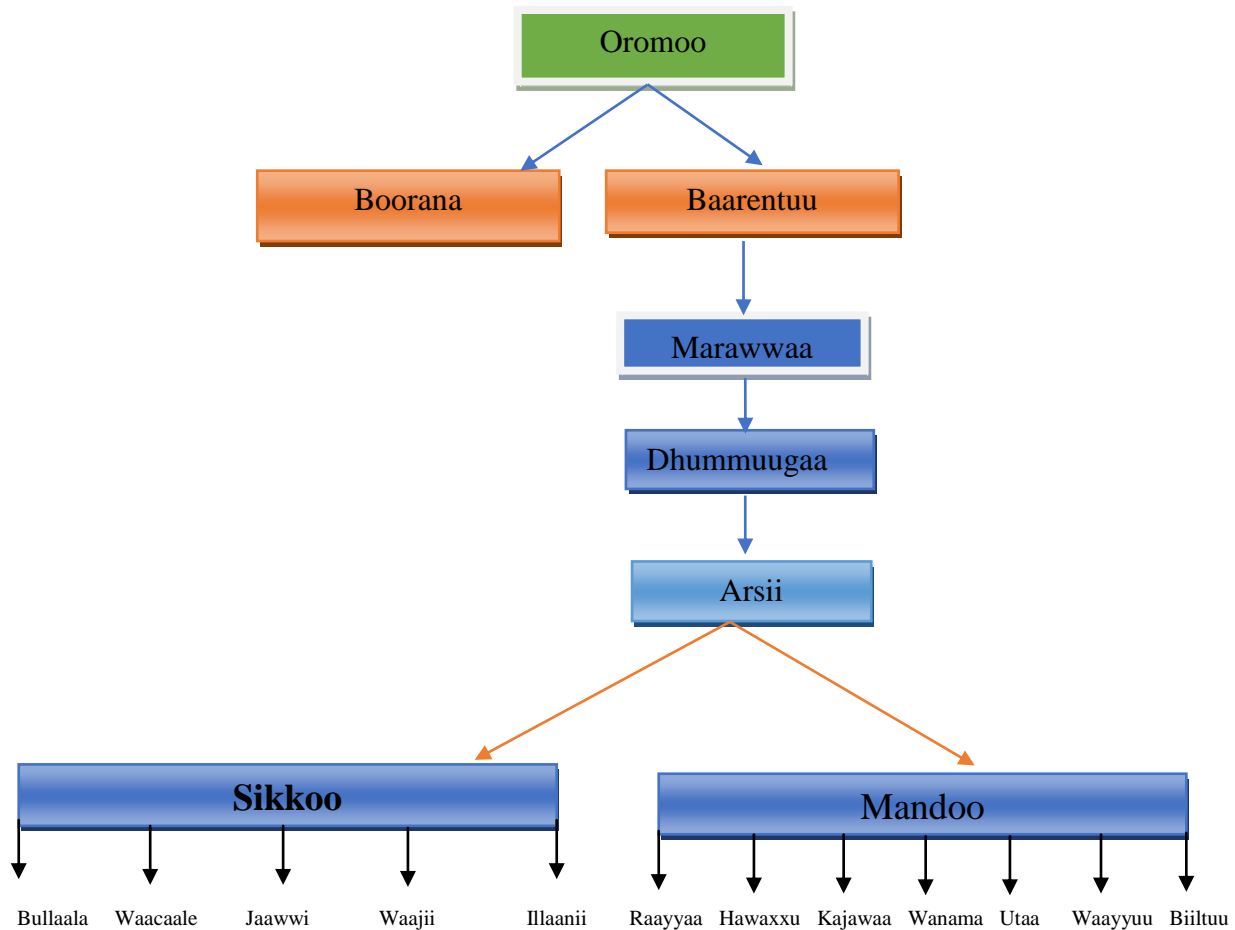 Oromoo
Boorana Baarentuu
Marawwaa
Dhummuugaa
Arsii
Sikkoo Mandoo
Bullaala Waacaale Jaawwi Waajii Illaanii Raayyaa Hawaxxu Kajawaa Wanama Utaa Waayyuu Biiltuu